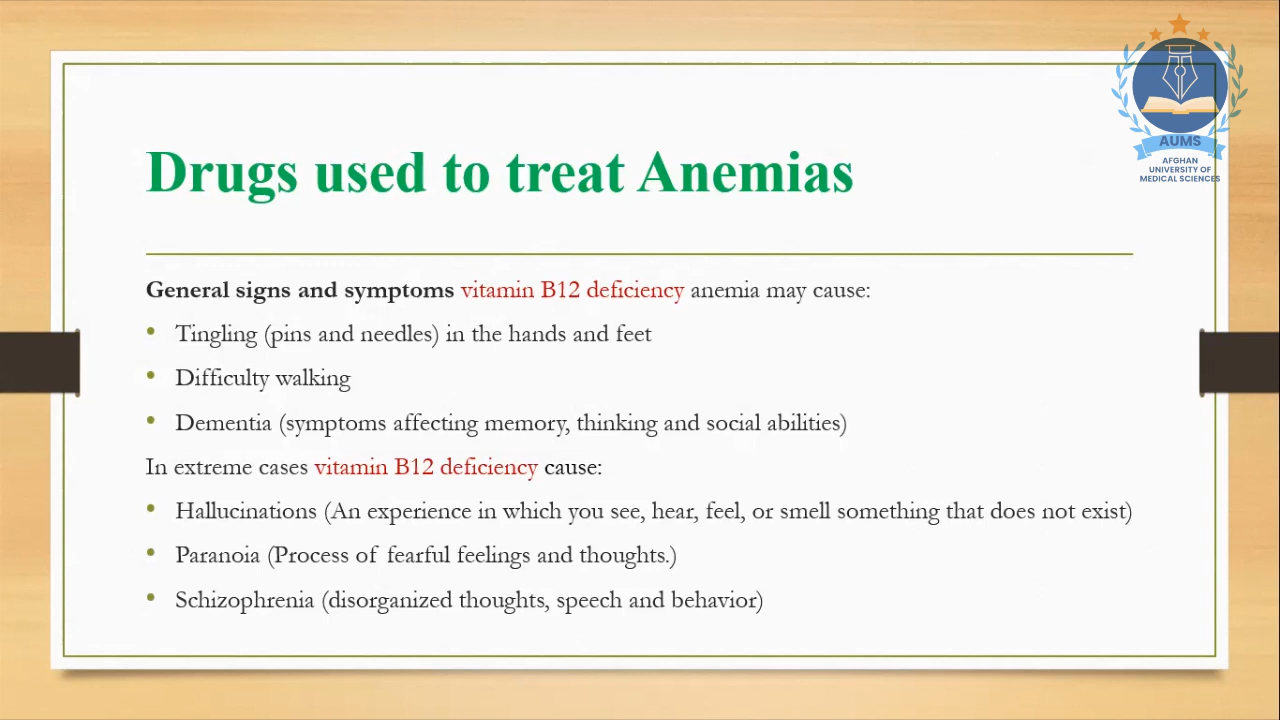 AUMS
AFGHAN
UNIVERSITY OF
MEDICAL SCIENCES
Drugs used to treat Anemias
General signs and symptoms vitamin B12 deficiency anemia may cause:
• Tingling (pins and needles) in the hands and feet
• Difficulty walking
• Dementia (symptoms affecting memory, thinking and social abilities)
In extreme cases vitamin B12 deficiency cause:
• Hallucinations (An experience in which you see, hear, feel, or smell something that does not exist)
• Paranoia (Process of fearful feelings and thoughts.)
• Schizophrenia (disorganized thoughts, speech and behavior)